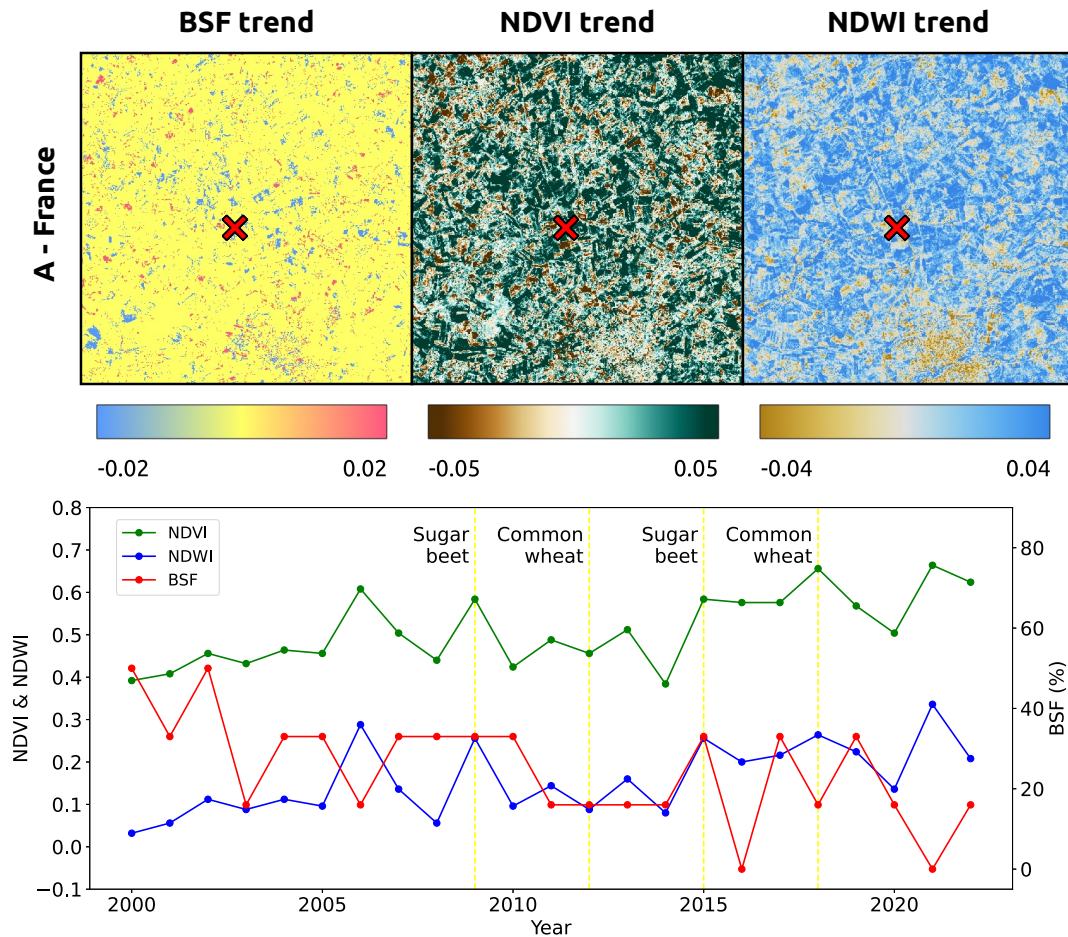 BSF trend
NDVI trend
NDWI trend
A - France
-0.02
0.02
-0.05
0.05
-0.04
0.04
NDVI
NDWI
BSF
Sugar
beet
Common
wheat
Sugar
beet
Common
wheat
0.8
0.7
0.6
0.5
0.4
0.3
0.2
0.1
0.0
−0.1
NDVI & NDWI
80
60
40
20
0
BSF (%)
2000
2005
2010
2015
2020
Year